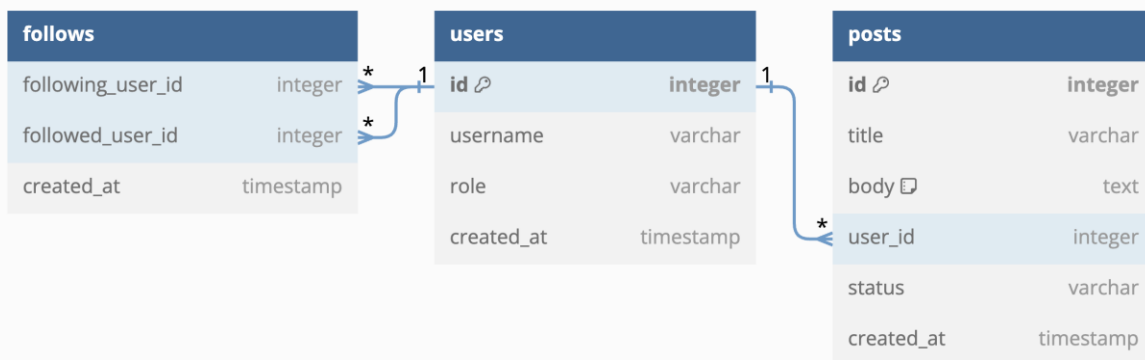 follows
following_user_id integer
followed_user_id integer
created_at timestamp
* 1
*
users
id integer
username varchar
role varchar
created_at timestamp
1
*
posts
id integer
title varchar
body text
user_id integer
status varchar
created_at timestamp